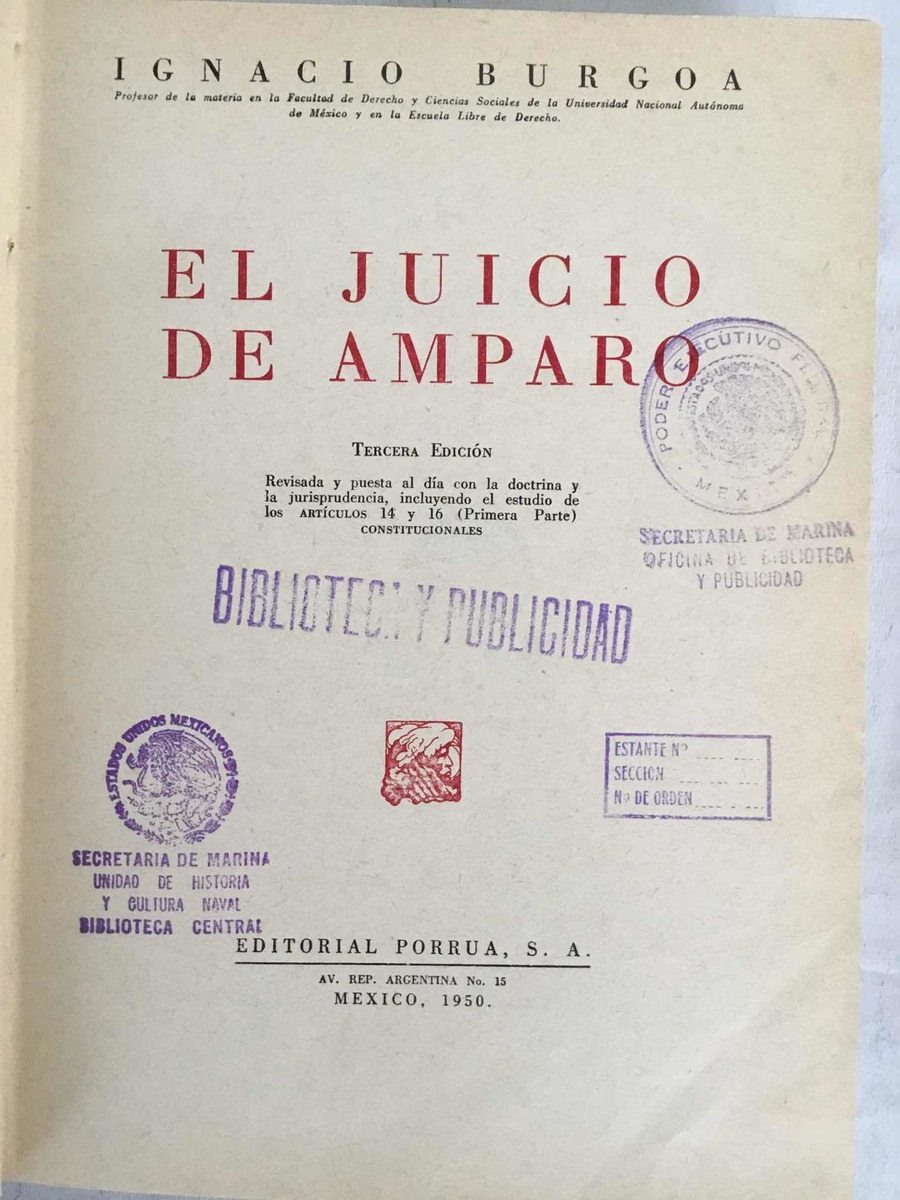 IGNACIO BURGOA
Profesor de la materia en la Facultad de Derecho y Ciencias Sociales de la Universidad Nacional Autónoma
de México y en la Escuela Libre de Derecho.
EL JUICIO
DE AMPARO
PODER EJECUTIVO FEDERAL
ESTADOS UNIDOS
MEXICO
TERCERA EDICIÓN
Revisada y puesta al día con la doctrina y
la jurisprudencia, incluyendo el estudio de
los ARTÍCULOS 14 y 16 (Primera Parte)
CONSTITUCIONALES
SECRETARIA DE MARINA
OFICINA DE BIBLIOTECA
Y PUBLICIDAD
BIBLIOTECA Y PUBLICIDAD
ESTADOS UNIDOS MEXICANOS
SECRETARIA DE MARINA
UNIDAD DE HISTORIA
Y CULTURA NAVAL
BIBLIOTECA CENTRAL
ESTANTE Nº
SECCION
Nº DE ORDEN
EDITORIAL PORRUA, S. A.
AV. REP. ARGENTINA No. 15
MEXICO, 1950.